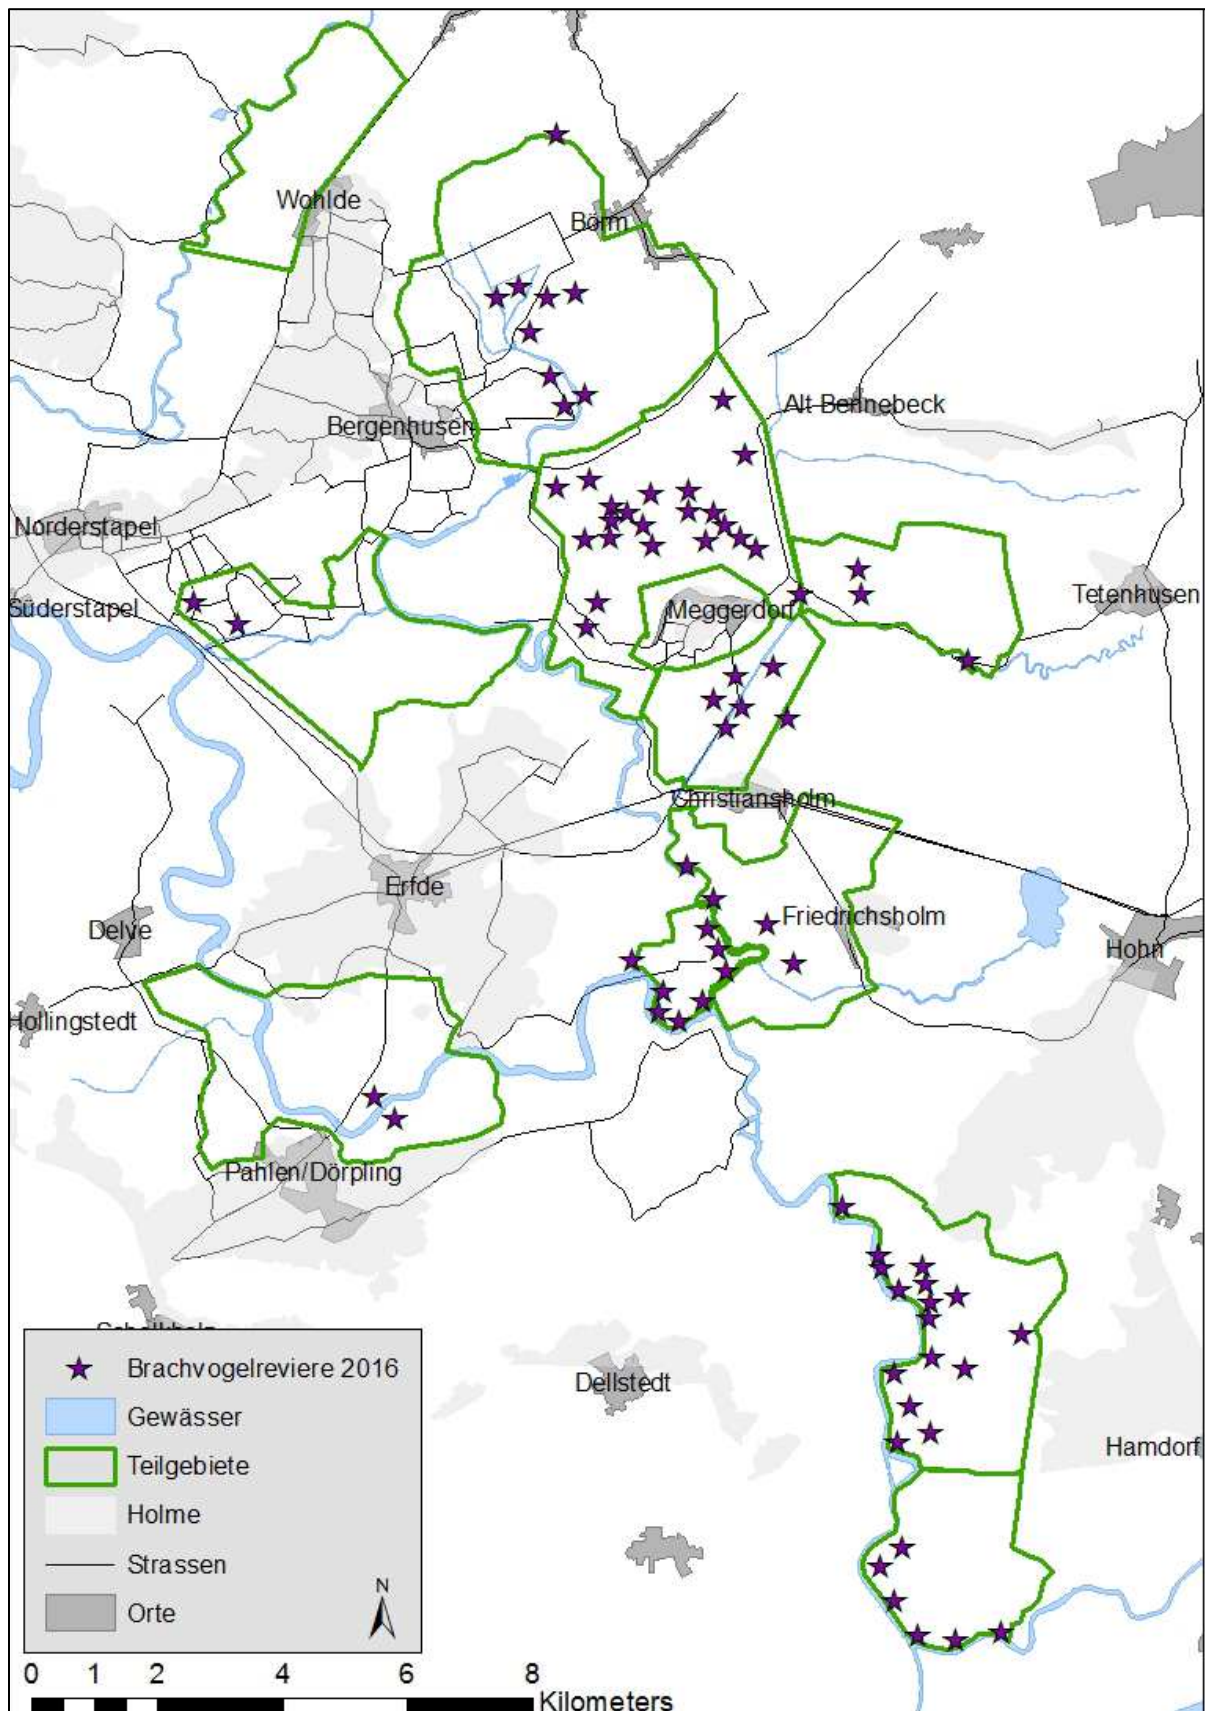 Wohlde
Börm
Alt Bennebeck
Bergenhusen
Norderstapel
Süderstapel
Meggerdorf
Tetenhusen
Christiansholm
Erfde
Friedrichsholm
Delve
Hohn
Hollingstedt
Pahlen/Dörpling
Dellstedt
Hamdorf
Brachvogelreviere 2016
Gewässer
Teilgebiete
Holme
Strassen
Orte
N
0 1 2 4 6 8
Kilometers